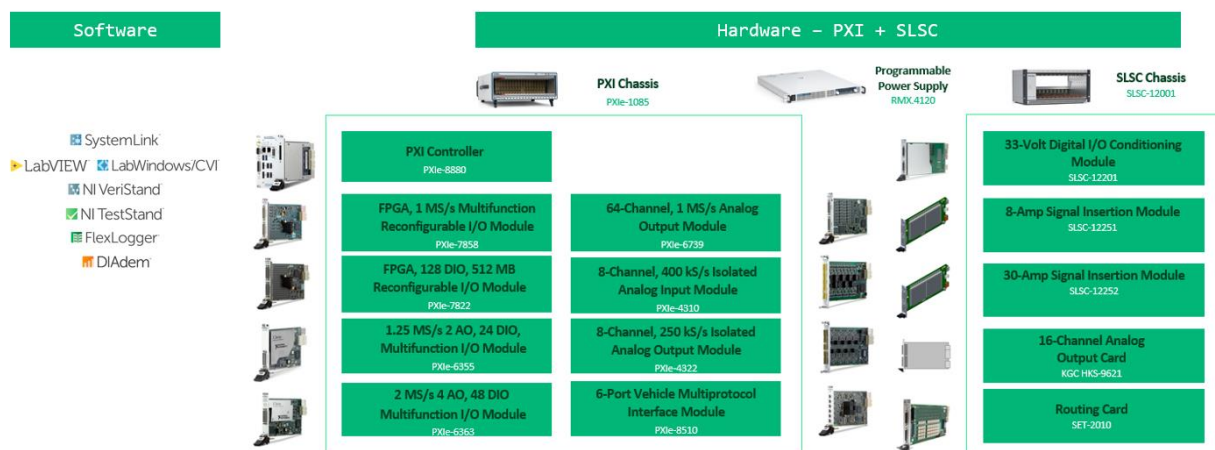 Software
Hardware – PXI + SLSC
PXI Chassis
PXIe-1085
Programmable
Power Supply
RMX.4120
SLSC Chassis
SLSC-12001
SystemLink
LabVIEW LabWindows/CVI
NI VeriStand
NI TestStand
FlexLogger
DIAdem
PXI Controller
PXIe-8880
FPGA, 1 MS/s Multifunction
Reconfigurable I/O Module
PXIe-7858
FPGA, 128 DIO, 512 MB
Reconfigurable I/O Module
PXIe-7822
1.25 MS/s 2 AO, 24 DIO,
Multifunction I/O Module
PXIe-6355
2 MS/s 4 AO, 48 DIO
Multifunction I/O Module
PXIe-6363
64-Channel, 1 MS/s Analog
Output Module
PXIe-6739
8-Channel, 400 kS/s Isolated
Analog Input Module
PXIe-4310
8-Channel, 250 kS/s Isolated
Analog Output Module
PXIe-4322
6-Port Vehicle Multiprotocol
Interface Module
PXIe-8510
33-Volt Digital I/O Conditioning
Module
SLSC-12201
8-Amp Signal Insertion Module
SLSC-12251
30-Amp Signal Insertion Module
SLSC-12252
16-Channel Analog
Output Card
KGC HKS-9621
Routing Card
SET-2010